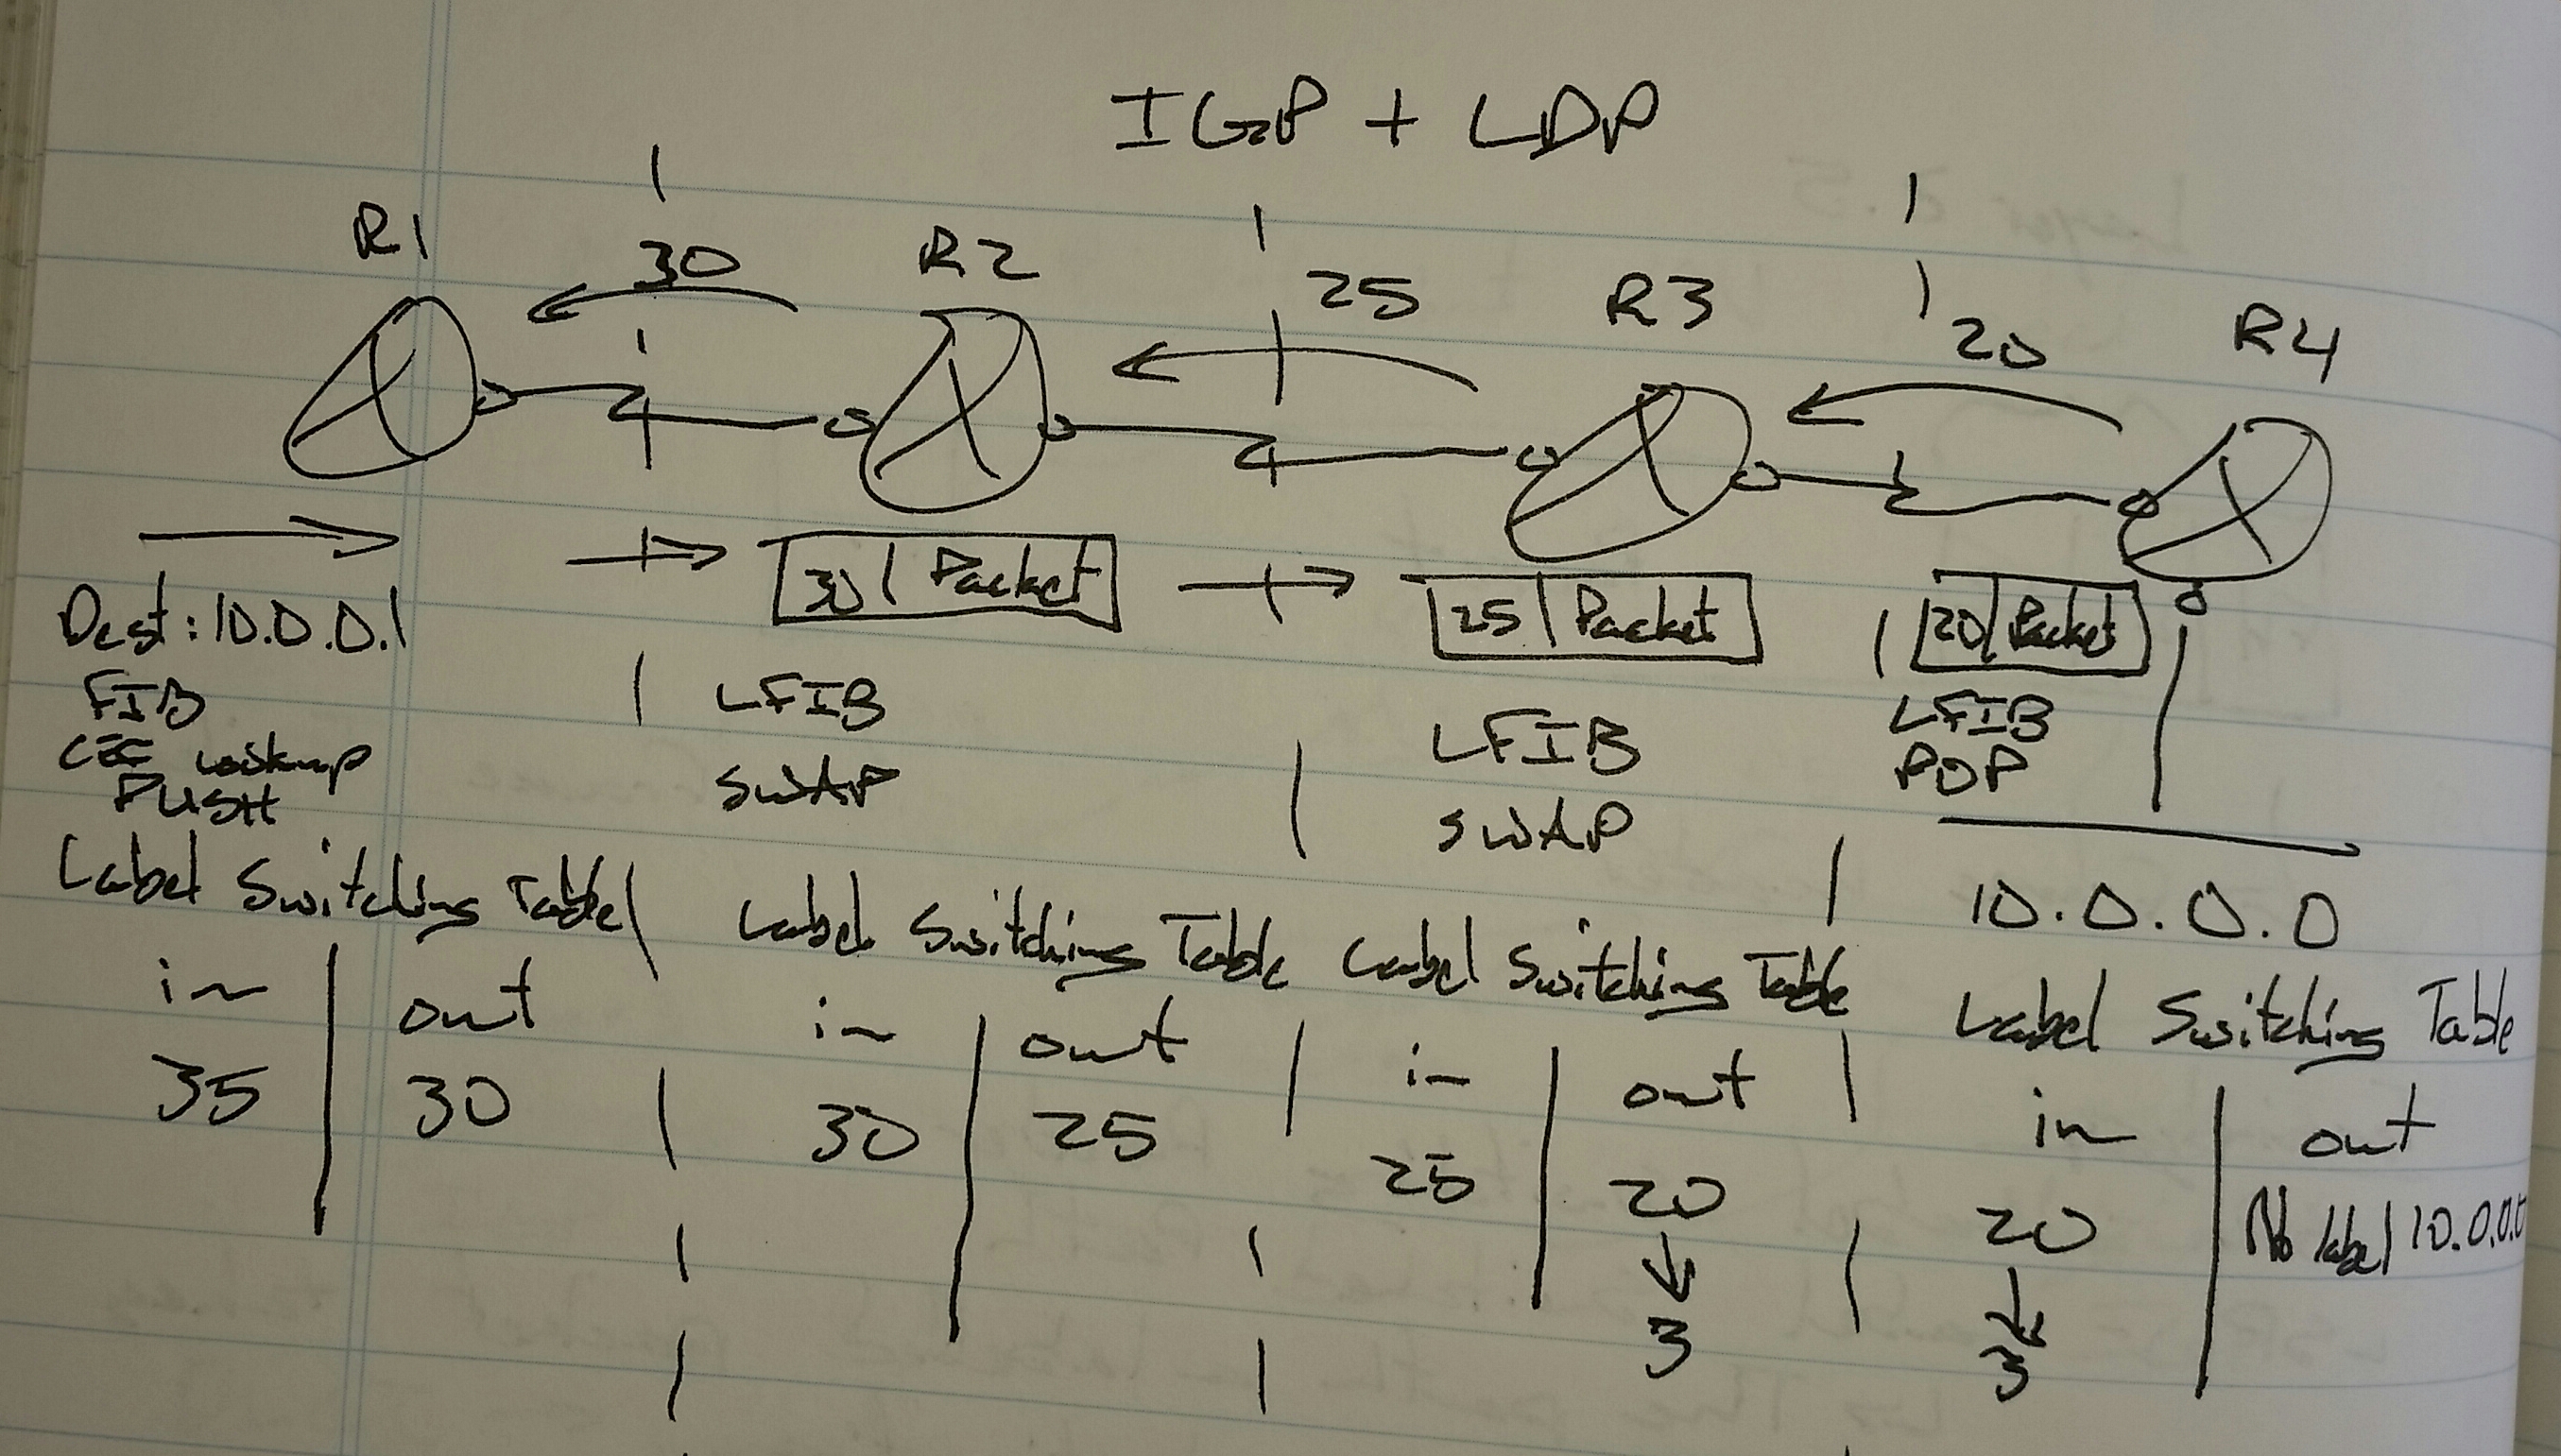 IGP + LDP
R1
30
R2
25
R3
20
R4
Dest: 10.0.0.1
FIB
CEF Lookup
PUSH
30 | Packet
LFIB
SWAP
25 | Packet
LFIB
SWAP
20 | Packet
LFIB
POP
10.0.0.0
Label Switching Table
in | out
35 | 30
Label Switching Table
in | out
30 | 25
Label Switching Table
in | out
25 | 20
3
Label Switching Table
in | out
20 | No label 10.0.0.0
3